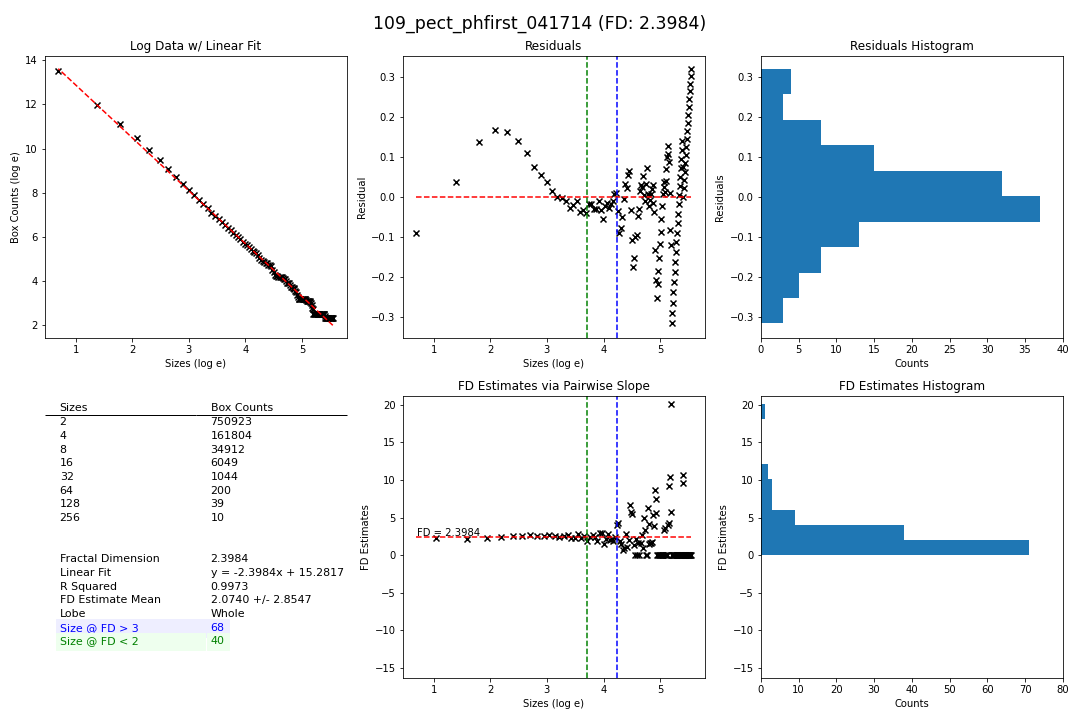 109_pect_phfirst_041714 (FD: 2.3984)
Log Data w/ Linear Fit
14
12
10
8
6
4
2
Box Counts (log e)
1 2 3 4 5
Sizes (log e)
Residuals
0.3
0.2
0.1
0.0
−0.1
−0.2
−0.3
Residual
1 2 3 4 5
Sizes (log e)
Residuals Histogram
0.3
0.2
0.1
0.0
−0.1
−0.2
−0.3
Residuals
0 5 10 15 20 25 30 35 40
Counts
Sizes Box Counts
2 750923
4 161804
8 34912
16 6049
32 1044
64 200
128 39
256 10
Fractal Dimension 2.3984
Linear Fit y = -2.3984x + 15.2817
R Squared 0.9973
FD Estimate Mean 2.0740 +/- 2.8547
Lobe Whole
Size @ FD > 3 68
Size @ FD < 2 40
FD Estimates via Pairwise Slope
20
15
10
5
0
−5
−10
−15
FD Estimates
FD = 2.3984
1 2 3 4 5
Sizes (log e)
FD Estimates Histogram
20
15
10
5
0
−5
−10
−15
FD Estimates
0 10 20 30 40 50 60 70 80
Counts